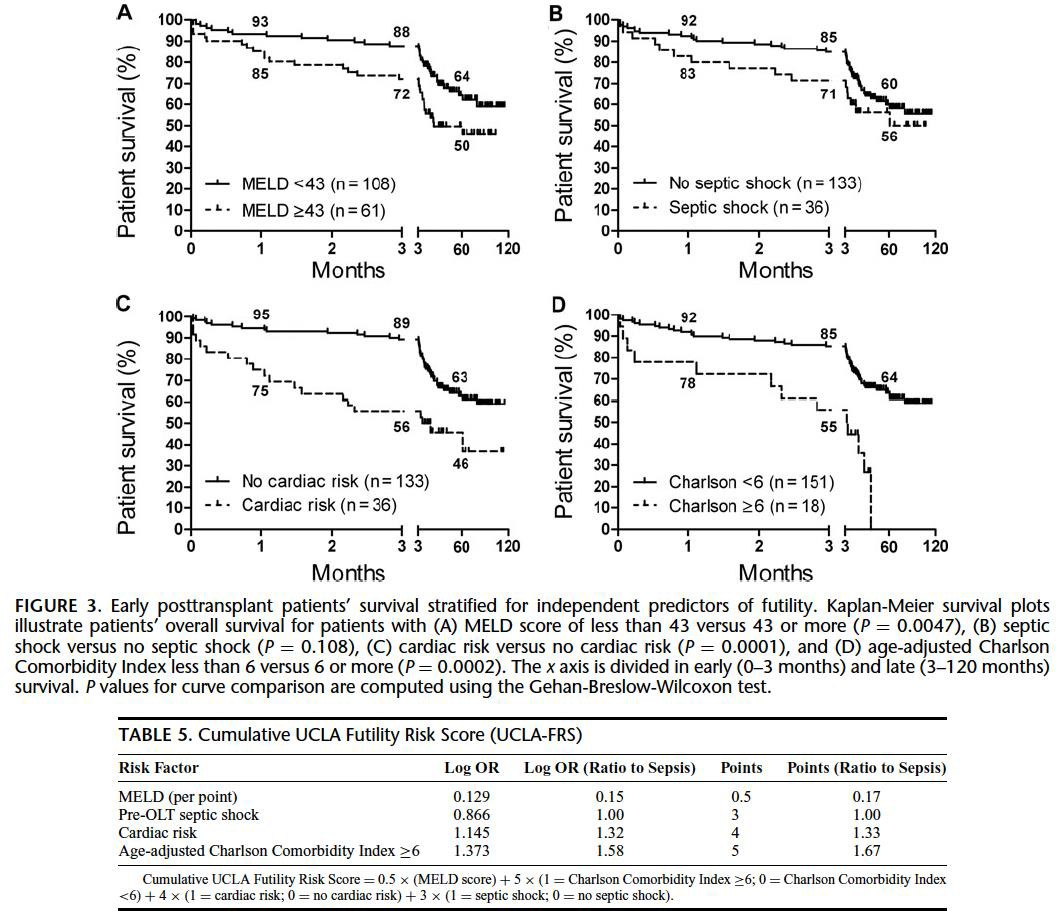 A
Patient survival (%)
100
90
80
70
60
50
40
30
20
10
0
93
88
85
72
64
50
MELD <43 (n=108)
MELD ≥43 (n=61)
0 1 2 3 3 60 120
Months
B
Patient survival (%)
100
90
80
70
60
50
40
30
20
10
0
92
85
83
71
60
56
No septic shock (n=133)
Septic shock (n=36)
0 1 2 3 3 60 120
Months
C
Patient survival (%)
100
90
80
70
60
50
40
30
20
10
0
95
89
75
56
63
46
No cardiac risk (n=133)
Cardiac risk (n=36)
0 1 2 3 3 60 120
Months
D
Patient survival (%)
100
90
80
70
60
50
40
30
20
10
0
92
85
78
55
64
Charlson <6 (n=151)
Charlson ≥6 (n=18)
0 1 2 3 3 60 120
Months
FIGURE 3. Early posttransplant patients' survival stratified for independent predictors of futility. Kaplan-Meier survival plots
illustrate patients' overall survival for patients with (A) MELD score of less than 43 versus 43 or more (P = 0.0047), (B) septic
shock versus no septic shock (P = 0.108), (C) cardiac risk versus no cardiac risk (P = 0.0001), and (D) age-adjusted Charlson
Comorbidity Index less than 6 versus 6 or more (P = 0.0002). The x axis is divided in early (0–3 months) and late (3–120 months)
survival. P values for curve comparison are computed using the Gehan-Breslow-Wilcoxon test.
TABLE 5. Cumulative UCLA Futility Risk Score (UCLA-FRS)
Risk Factor Log OR Log OR (Ratio to Sepsis) Points Points (Ratio to Sepsis)
MELD (per point) 0.129 0.15 0.5 0.17
Pre-OLT septic shock 0.866 1.00 3 1.00
Cardiac risk 1.145 1.32 4 1.33
Age-adjusted Charlson Comorbidity Index ≥6 1.373 1.58 5 1.67
Cumulative UCLA Futility Risk Score = 0.5 × (MELD score) + 5 × (1 = Charlson Comorbidity Index ≥6; 0 = Charlson Comorbidity Index
<6) + 4 × (1 = cardiac risk; 0 = no cardiac risk) + 3 × (1 = septic shock; 0 = no septic shock).